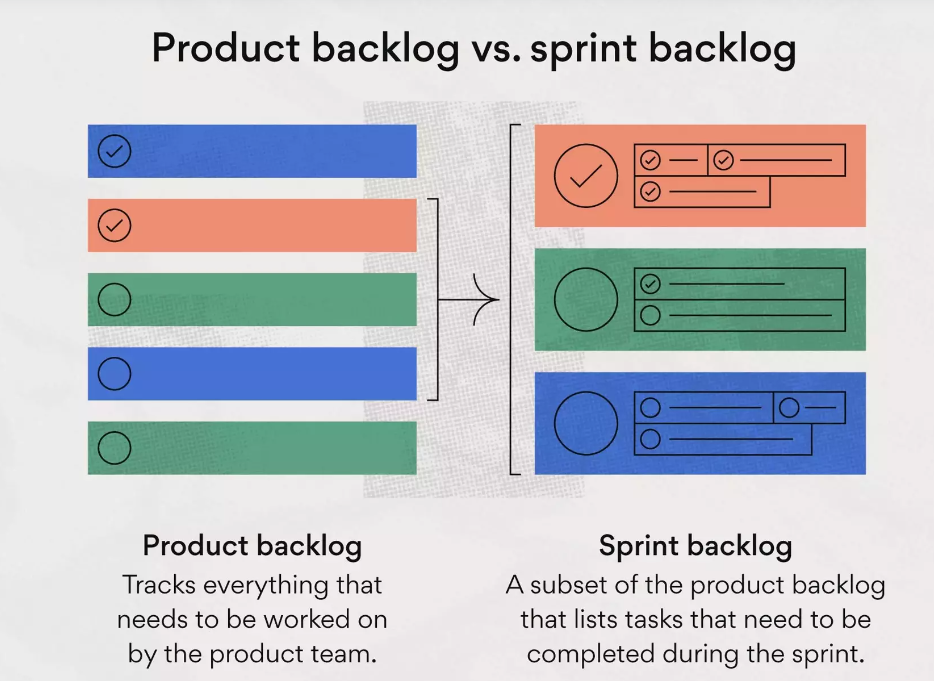 Product backlog vs. sprint backlog
Product backlog
Tracks everything that
needs to be worked on
by the product team.
Sprint backlog
A subset of the product backlog
that lists tasks that need to be
completed during the sprint.